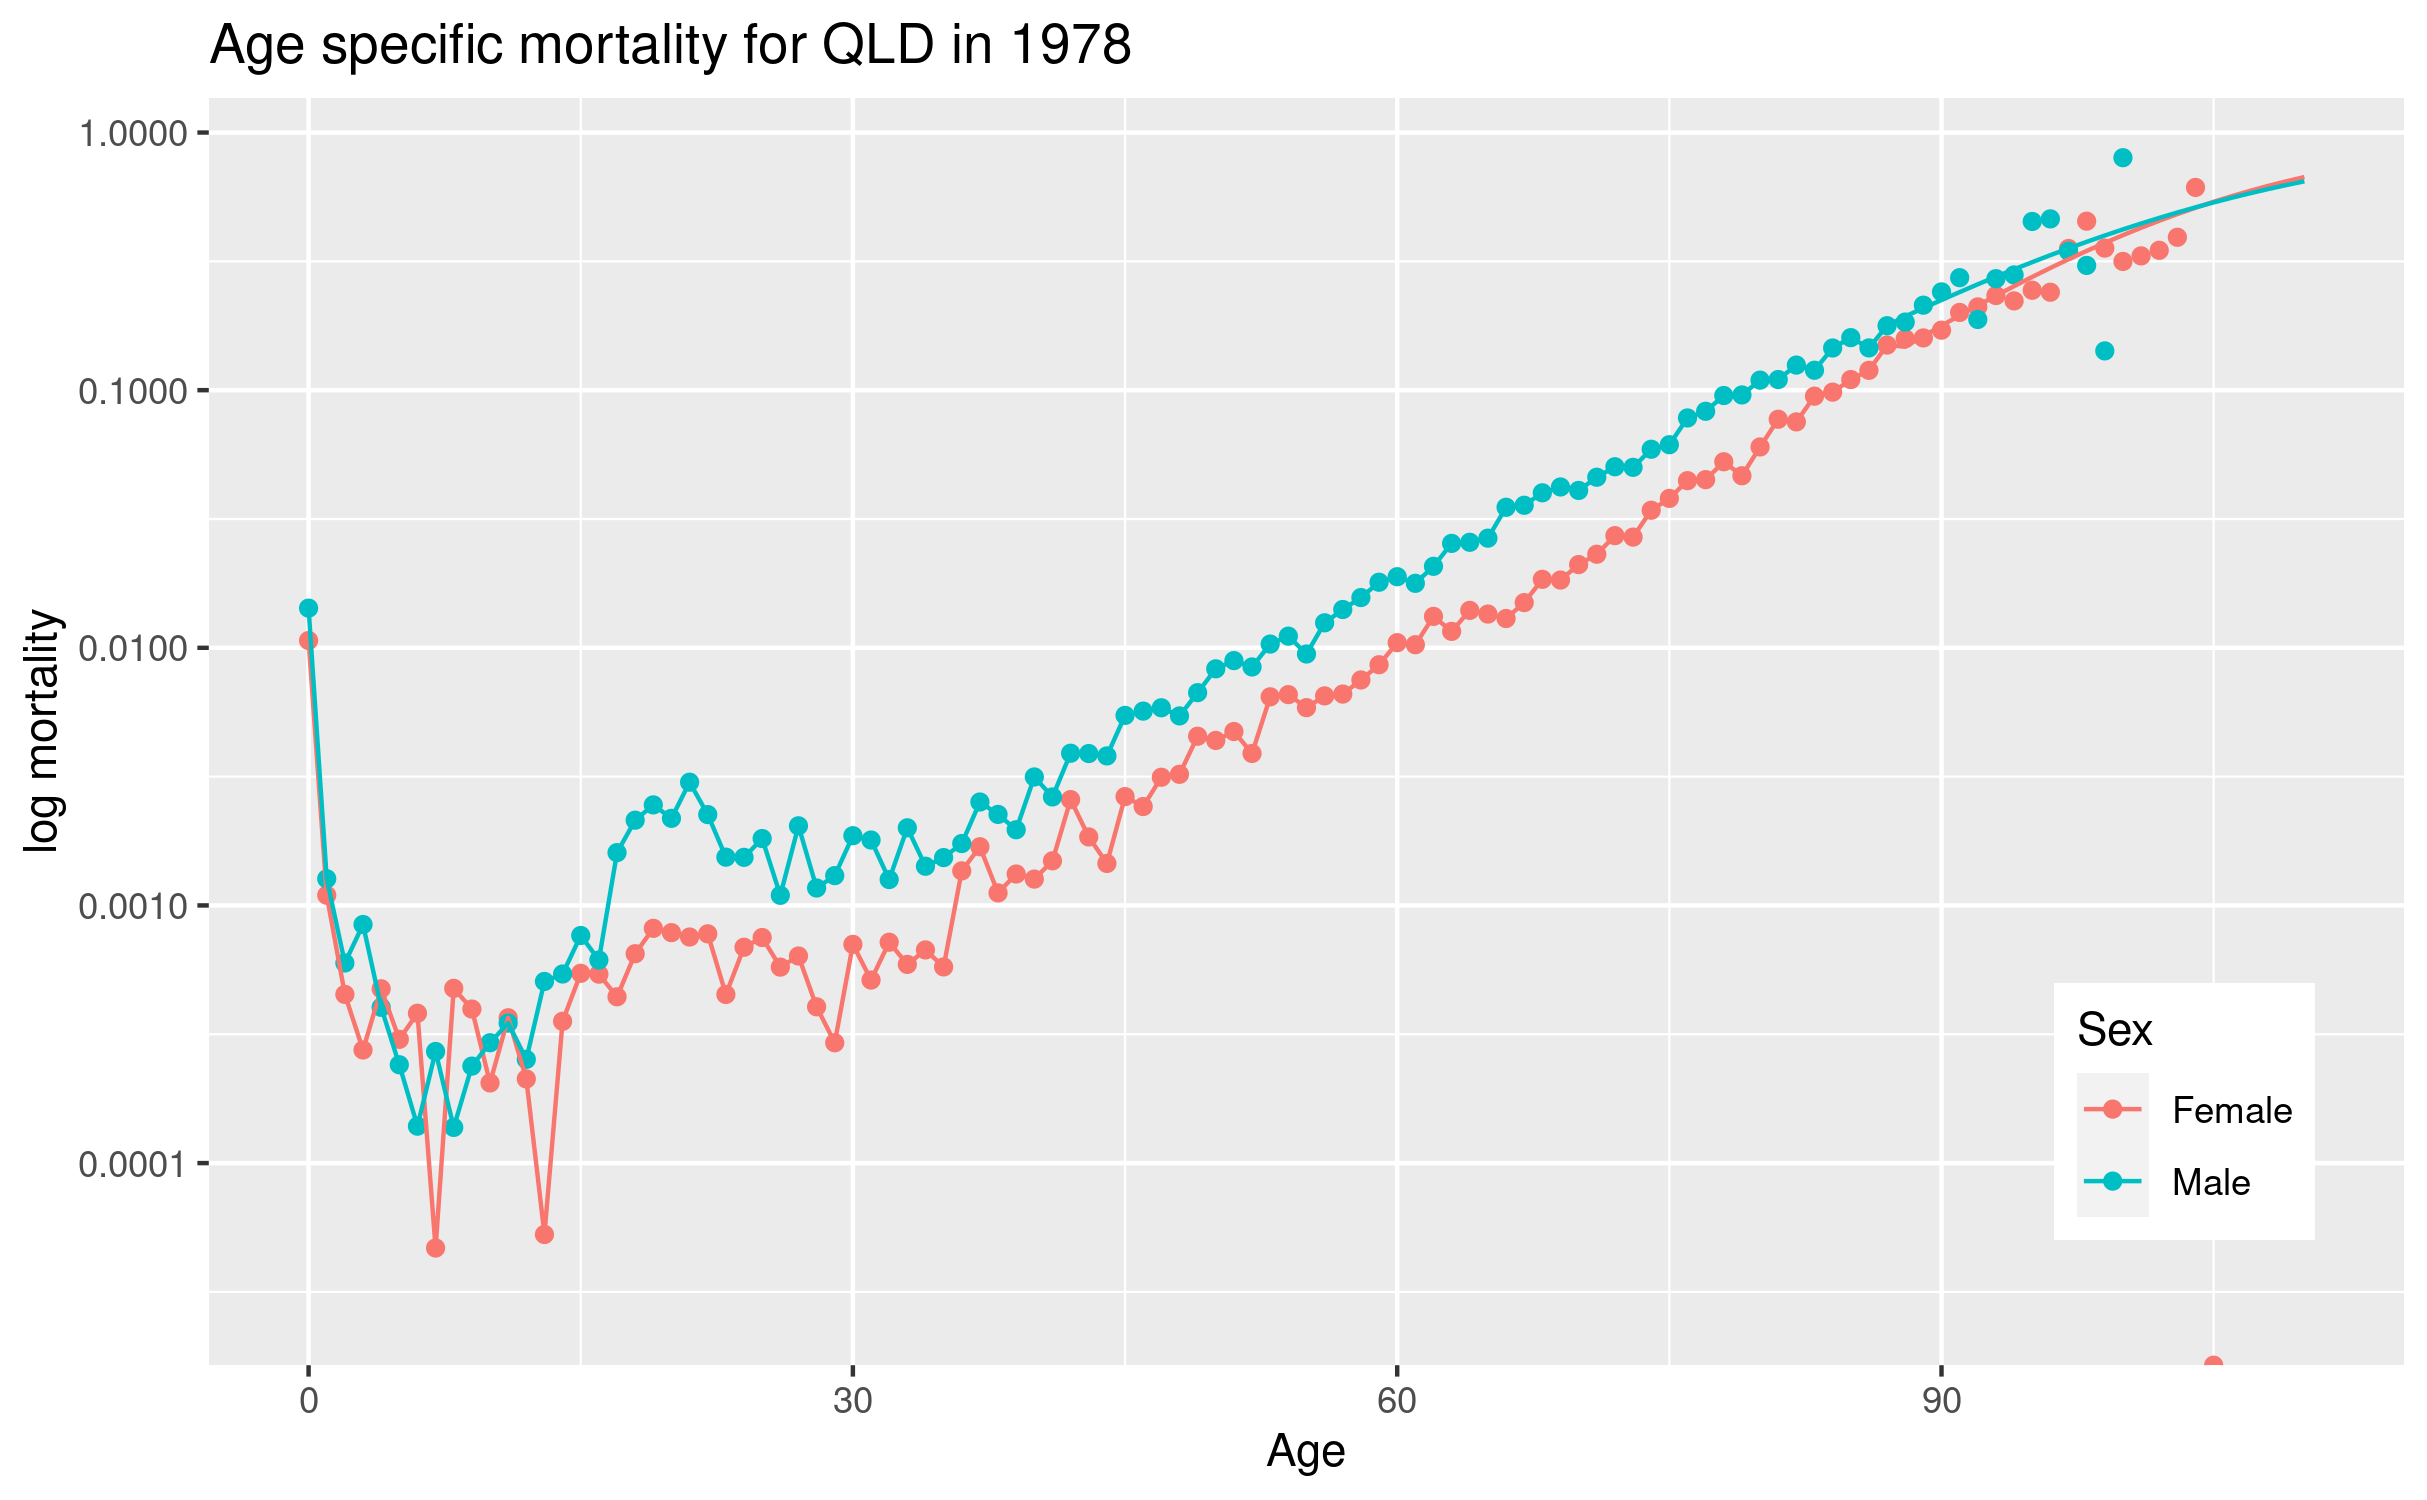 Age specific mortality for QLD in 1978
1.0000
0.1000
0.0100
0.0010
0.0001
log mortality
0 30 60 90
Age
Sex
Female
Male